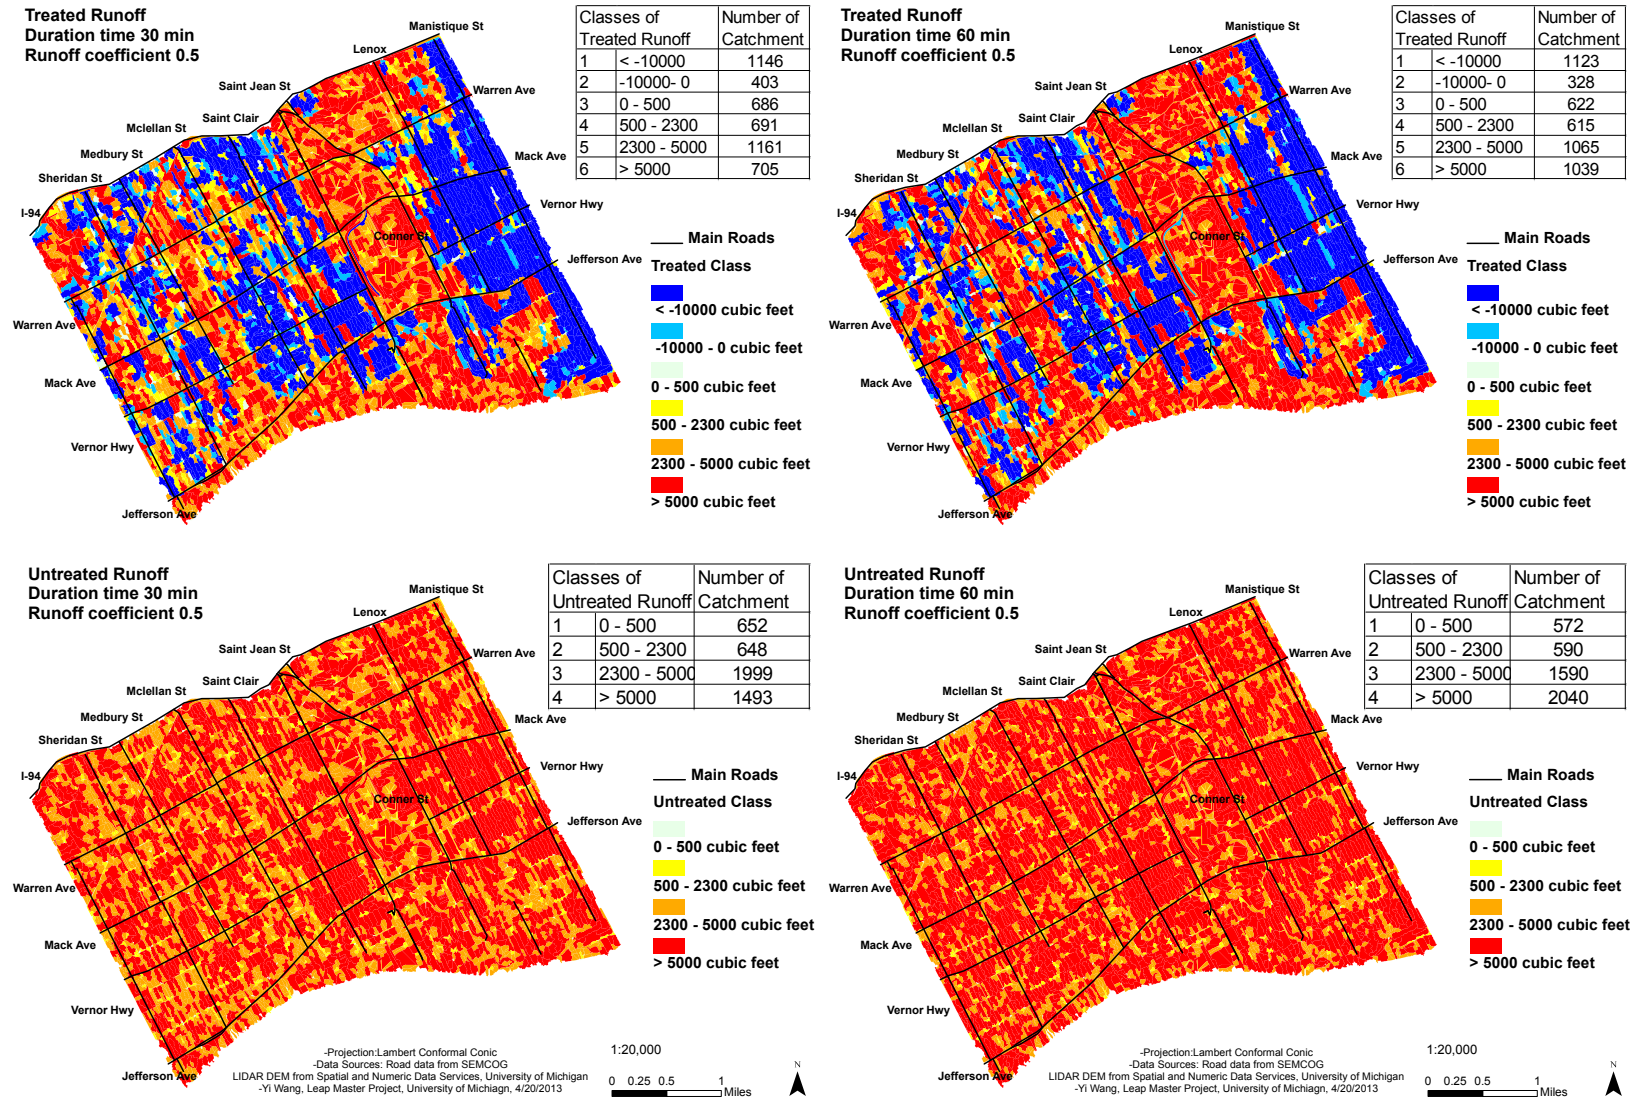 Treated Runoff
Duration time 30 min
Runoff coefficient 0.5
Manistique St
Lenox
Saint Jean St
Warren Ave
Saint Clair
Mclellan St
Medbury St
Mack Ave
Sheridan St
Vernor Hwy
I-94
Conner St
Jefferson Ave
Warren Ave
Mack Ave
Vernor Hwy
Jefferson Ave
Classes of Treated Runoff Number of Catchment
1 < -10000 1146
2 -10000- 0 403
3 0 - 500 686
4 500 - 2300 691
5 2300 - 5000 1161
6 > 5000 705
Main Roads
Treated Class
< -10000 cubic feet
-10000 - 0 cubic feet
0 - 500 cubic feet
500 - 2300 cubic feet
2300 - 5000 cubic feet
> 5000 cubic feet
Treated Runoff
Duration time 60 min
Runoff coefficient 0.5
Manistique St
Lenox
Saint Jean St
Warren Ave
Saint Clair
Mclellan St
Medbury St
Mack Ave
Sheridan St
Vernor Hwy
I-94
Conner St
Jefferson Ave
Warren Ave
Mack Ave
Vernor Hwy
Jefferson Ave
Classes of Treated Runoff Number of Catchment
1 < -10000 1123
2 -10000- 0 328
3 0 - 500 622
4 500 - 2300 615
5 2300 - 5000 1065
6 > 5000 1039
Main Roads
Treated Class
< -10000 cubic feet
-10000 - 0 cubic feet
0 - 500 cubic feet
500 - 2300 cubic feet
2300 - 5000 cubic feet
> 5000 cubic feet
Untreated Runoff
Duration time 30 min
Runoff coefficient 0.5
Manistique St
Lenox
Saint Jean St
Warren Ave
Saint Clair
Mclellan St
Medbury St
Mack Ave
Sheridan St
Vernor Hwy
I-94
Conner St
Jefferson Ave
Warren Ave
Mack Ave
Vernor Hwy
Jefferson Ave
Classes of Untreated Runoff Number of Catchment
1 0 - 500 652
2 500 - 2300 648
3 2300 - 5000 1999
4 > 5000 1493
Main Roads
Untreated Class
0 - 500 cubic feet
500 - 2300 cubic feet
2300 - 5000 cubic feet
> 5000 cubic feet
-Projection:Lambert Conformal Conic
-Data Sources: Road data from SEMCOG
LIDAR DEM from Spatial and Numeric Data Services, University of Michigan
-Yi Wang, Leap Master Project, University of Michiagn, 4/20/2013
1:20,000
0 0.25 0.5 1
Miles
N
Untreated Runoff
Duration time 60 min
Runoff coefficient 0.5
Manistique St
Lenox
Saint Jean St
Warren Ave
Saint Clair
Mclellan St
Medbury St
Mack Ave
Sheridan St
Vernor Hwy
I-94
Conner St
Jefferson Ave
Warren Ave
Mack Ave
Vernor Hwy
Jefferson Ave
Classes of Untreated Runoff Number of Catchment
1 0 - 500 572
2 500 - 2300 590
3 2300 - 5000 1590
4 > 5000 2040
Main Roads
Untreated Class
0 - 500 cubic feet
500 - 2300 cubic feet
2300 - 5000 cubic feet
> 5000 cubic feet
-Projection:Lambert Conformal Conic
-Data Sources: Road data from SEMCOG
LIDAR DEM from Spatial and Numeric Data Services, University of Michigan
-Yi Wang, Leap Master Project, University of Michiagn, 4/20/2013
1:20,000
0 0.25 0.5 1
Miles
N